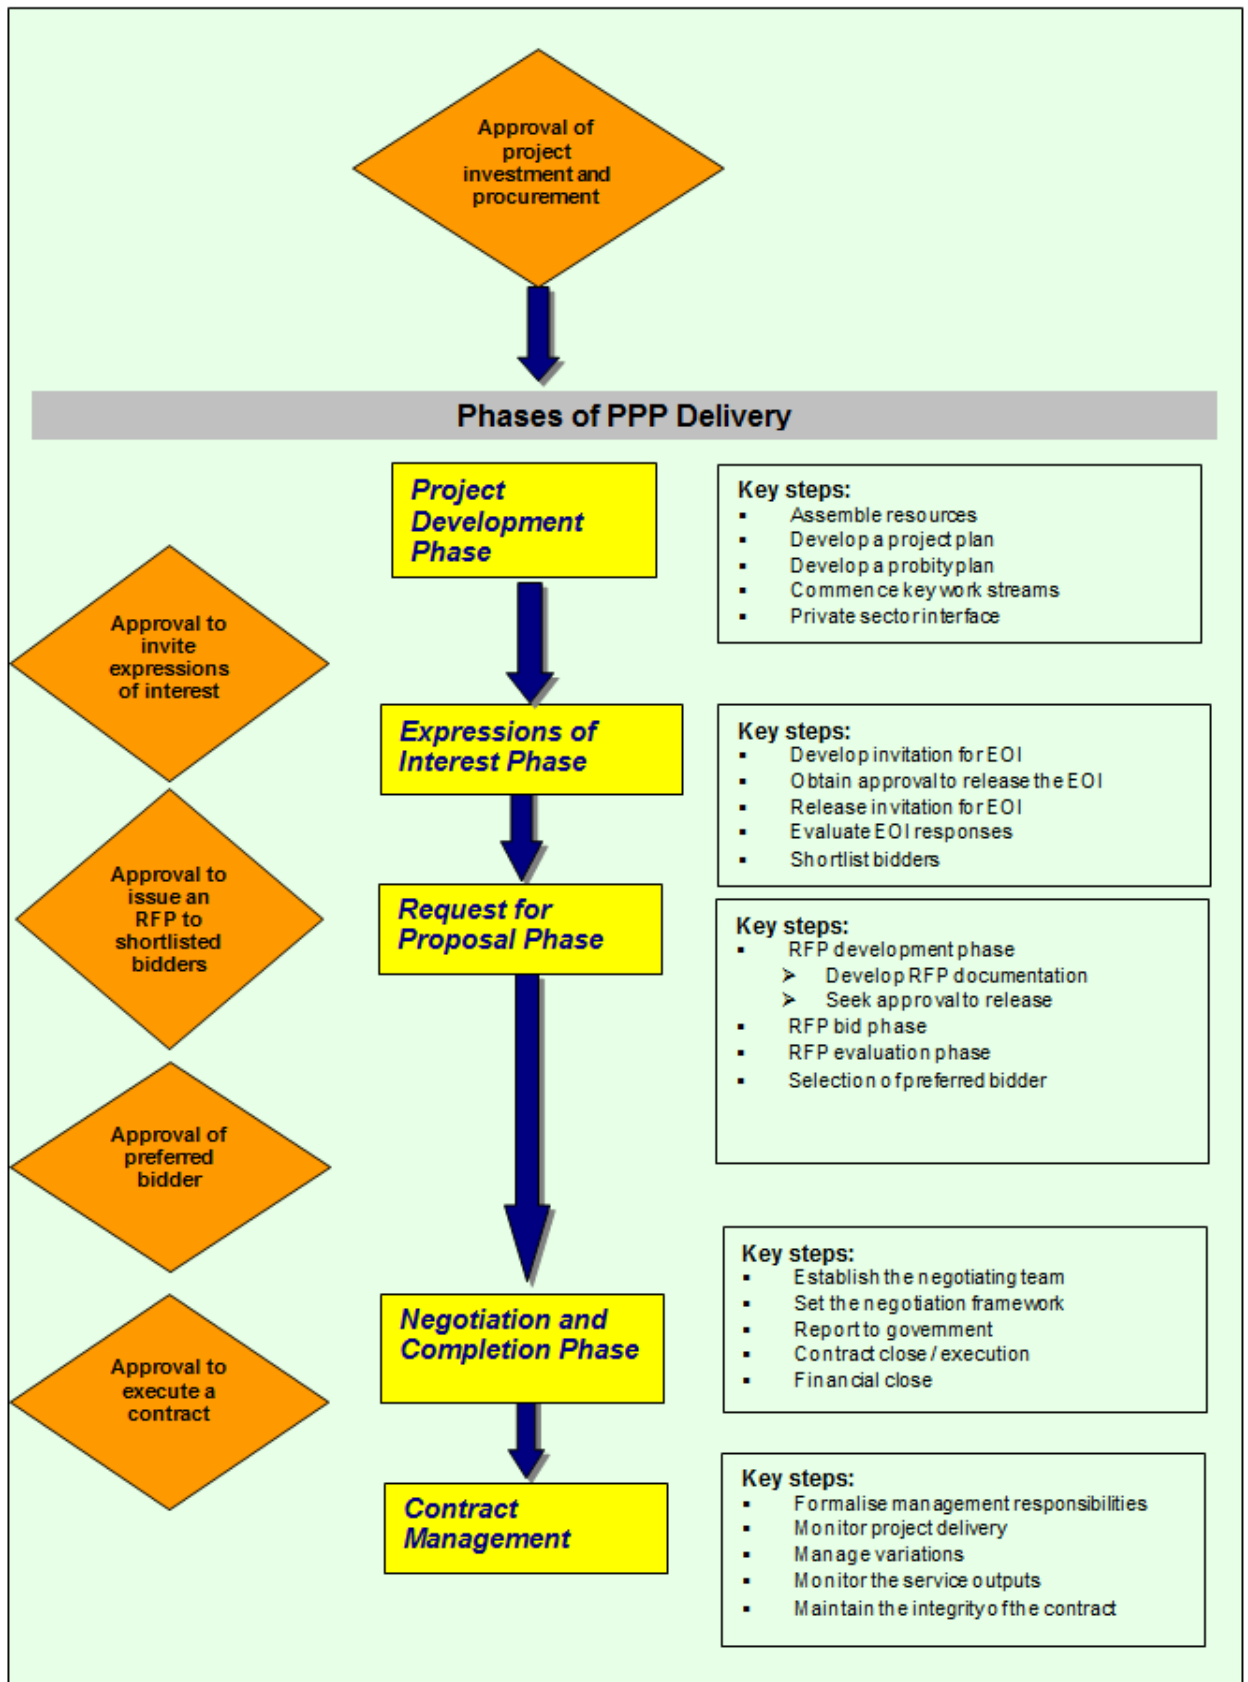 Approval of
project
investment and
procurement
Phases of PPP Delivery
Project
Development
Phase
Key steps:
▪ Assemble resources
▪ Develop a project plan
▪ Develop a probity plan
▪ Commence key work streams
▪ Private sector interface
Approval to
invite
expressions
of interest
Expressions of
Interest Phase
Key steps:
▪ Develop invitation for EOI
▪ Obtain approval to release the EOI
▪ Release invitation for EOI
▪ Evaluate EOI responses
▪ Shortlist bidders
Approval to
issue an
RFP to
shortlisted
bidders
Request for
Proposal Phase
Key steps:
▪ RFP development phase
➢ Develop RFP documentation
➢ Seek approval to release
▪ RFP bid phase
▪ RFP evaluation phase
▪ Selection of preferred bidder
Approval of
preferred
bidder
Negotiation and
Completion Phase
Key steps:
▪ Establish the negotiating team
▪ Set the negotiation framework
▪ Report to government
▪ Contract close / execution
▪ Financial close
Approval to
execute a
contract
Contract
Management
Key steps:
▪ Formalise management responsibilities
▪ Monitor project delivery
▪ Manage variations
▪ Monitor the service outputs
▪ Maintain the integrity of the contract